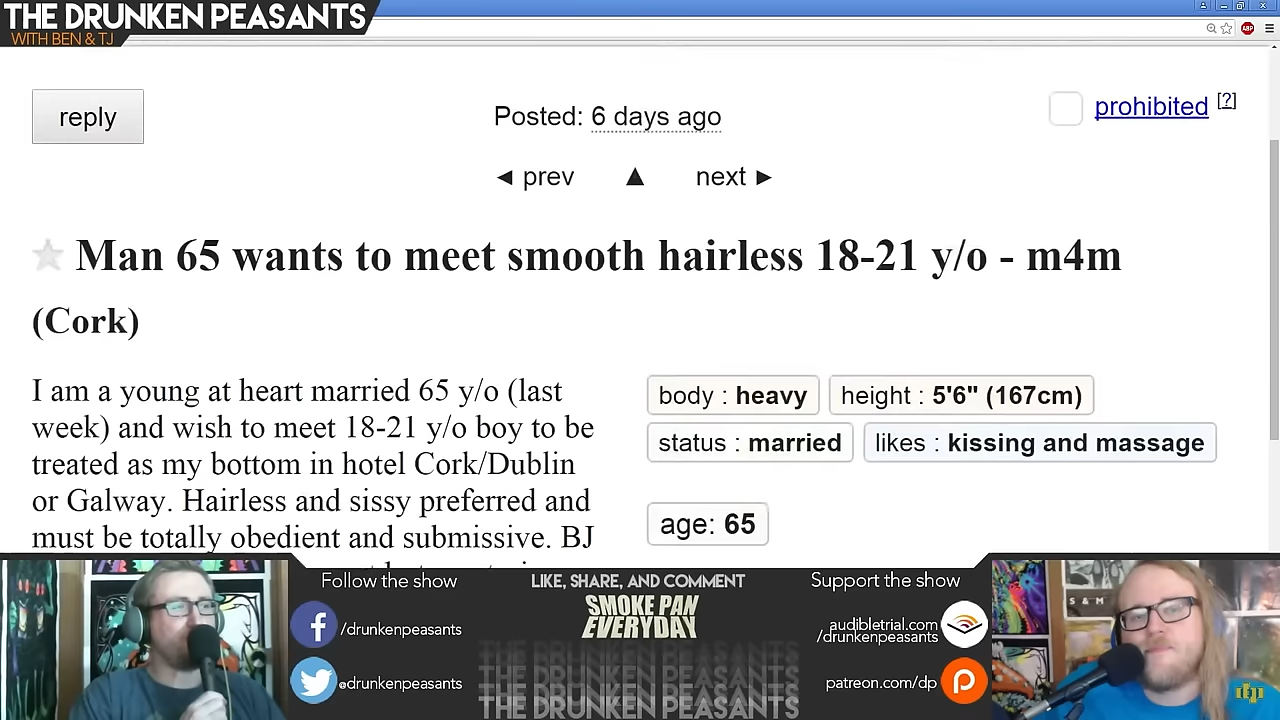 THE DRUNKEN PEASANTS
WITH BEN & TJ
ABP
reply
Posted: 6 days ago
prohibited [?]
◄ prev ▲ next ►
Man 65 wants to meet smooth hairless 18-21 y/o - m4m
(Cork)
I am a young at heart married 65 y/o (last
week) and wish to meet 18-21 y/o boy to be
treated as my bottom in hotel Cork/Dublin
or Galway. Hairless and sissy preferred and
must be totally obedient and submissive. BJ
body : heavy
height : 5'6" (167cm)
status : married
likes : kissing and massage
age: 65
Follow the show
/drunkenpeasants
@drunkenpeasants
LIKE, SHARE, AND COMMENT
SMOKE PAN
EVERYDAY
THE DRUNKEN PEASANTS
THE DRUNKEN PEASANTS
Support the show
audibletrial.com
/drunkenpeasants
patreon.com/dp
S & M
dp